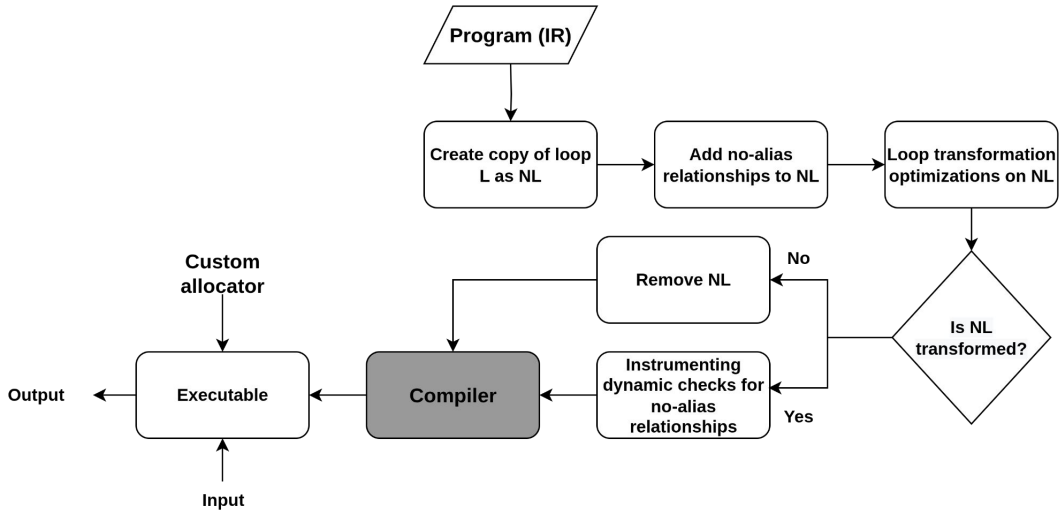 Program (IR)
Create copy of loop
L as NL
Add no-alias
relationships to NL
Loop transformation
optimizations on NL
Is NL
transformed?
No
Remove NL
Yes
Instrumenting
dynamic checks for
no-alias
relationships
Compiler
Custom
allocator
Executable
Output
Input